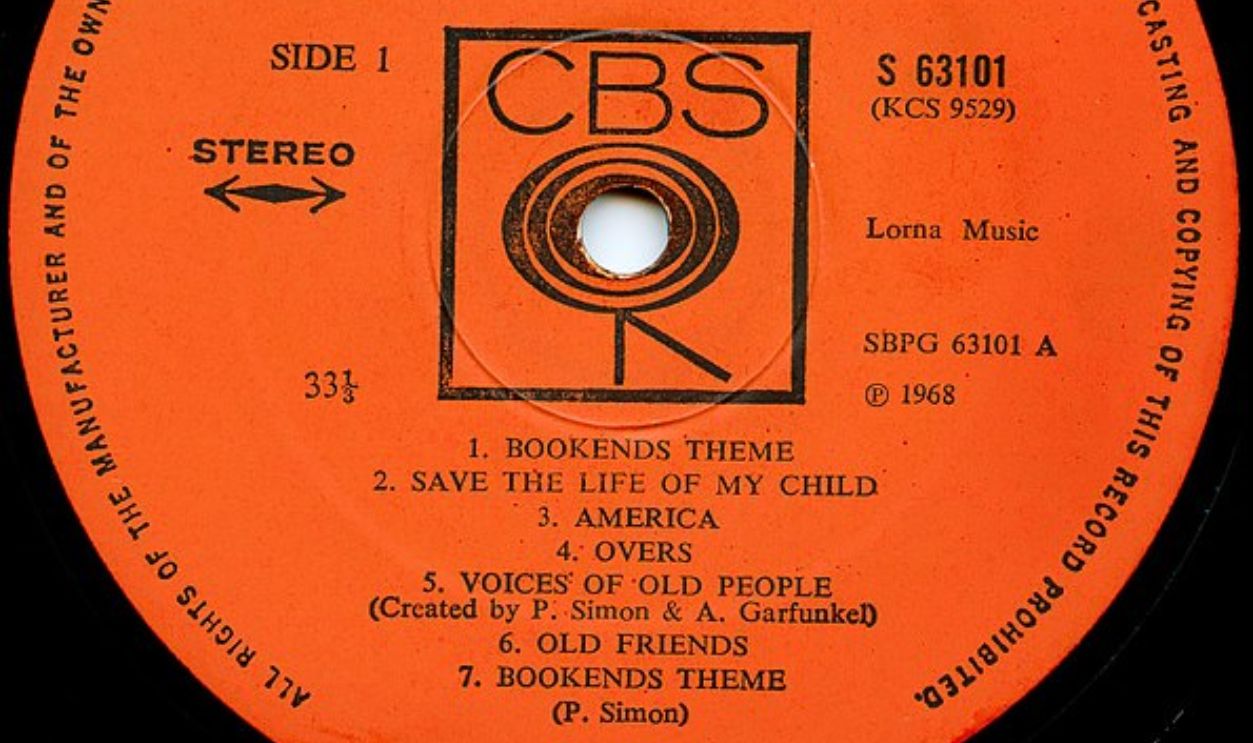 SIDE 1
STEREO
33⅓
CBS
S 63101
(KCS 9529)
Lorna Music
SBPG 63101 A
℗ 1968
1. BOOKENDS THEME
2. SAVE THE LIFE OF MY CHILD
3. AMERICA
4. OVERS
5. VOICES OF OLD PEOPLE
(Created by P. Simon & A. Garfunkel)
6. OLD FRIENDS
7. BOOKENDS THEME
(P. Simon)
ALL RIGHTS OF THE MANUFACTURER AND OF THE OWN
CASTING AND COPYING OF THIS RECORD PROHIBITED.